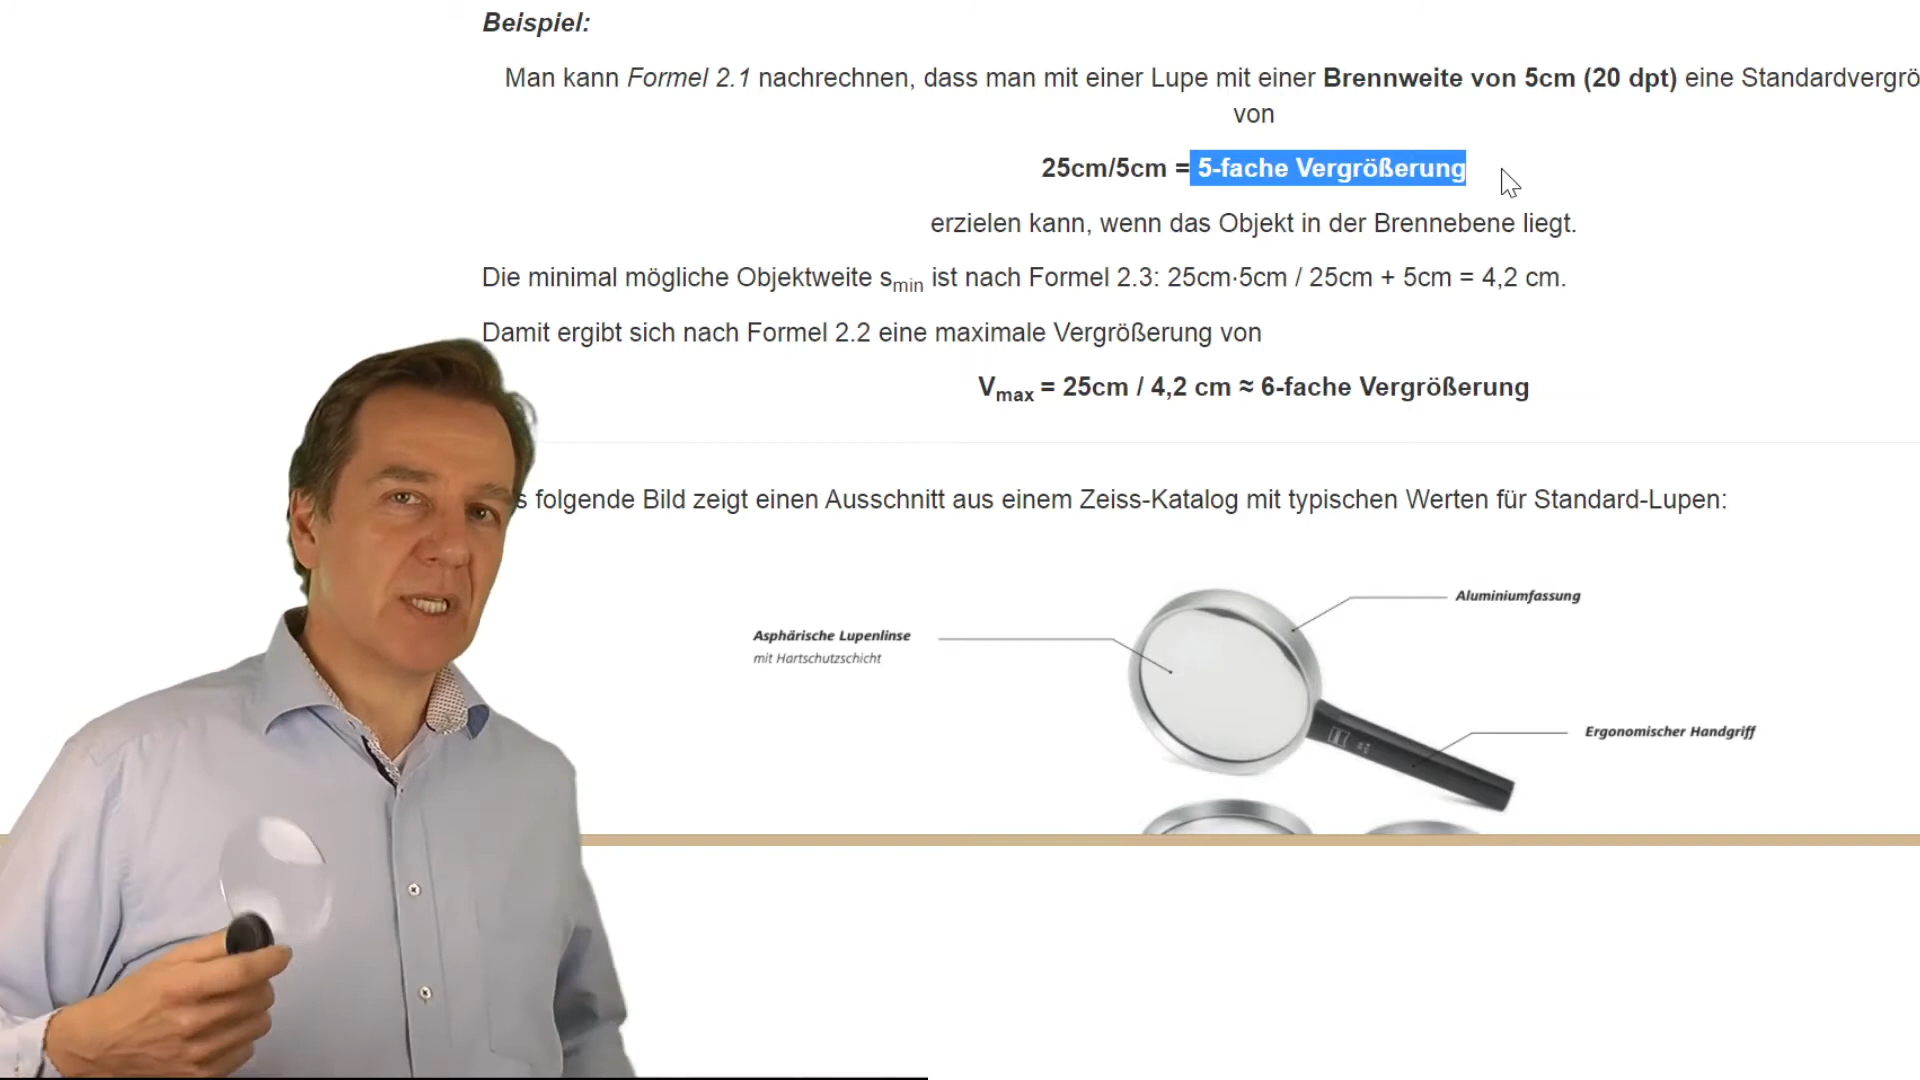 Beispiel:
Man kann Formel 2.1 nachrechnen, dass man mit einer Lupe mit einer Brennweite von 5cm (20 dpt) eine Standardvergrö
von
25cm/5cm = 5-fache Vergrößerung
erzielen kann, wenn das Objekt in der Brennebene liegt.
Die minimal mögliche Objektweite smin ist nach Formel 2.3: 25cm·5cm / 25cm + 5cm = 4,2 cm.
Damit ergibt sich nach Formel 2.2 eine maximale Vergrößerung von
Vmax = 25cm / 4,2 cm ≈ 6-fache Vergrößerung
s folgende Bild zeigt einen Ausschnitt aus einem Zeiss-Katalog mit typischen Werten für Standard-Lupen:
Aluminiumfassung
Asphärische Lupenlinse
mit Hartschutzschicht
Ergonomischer Handgriff